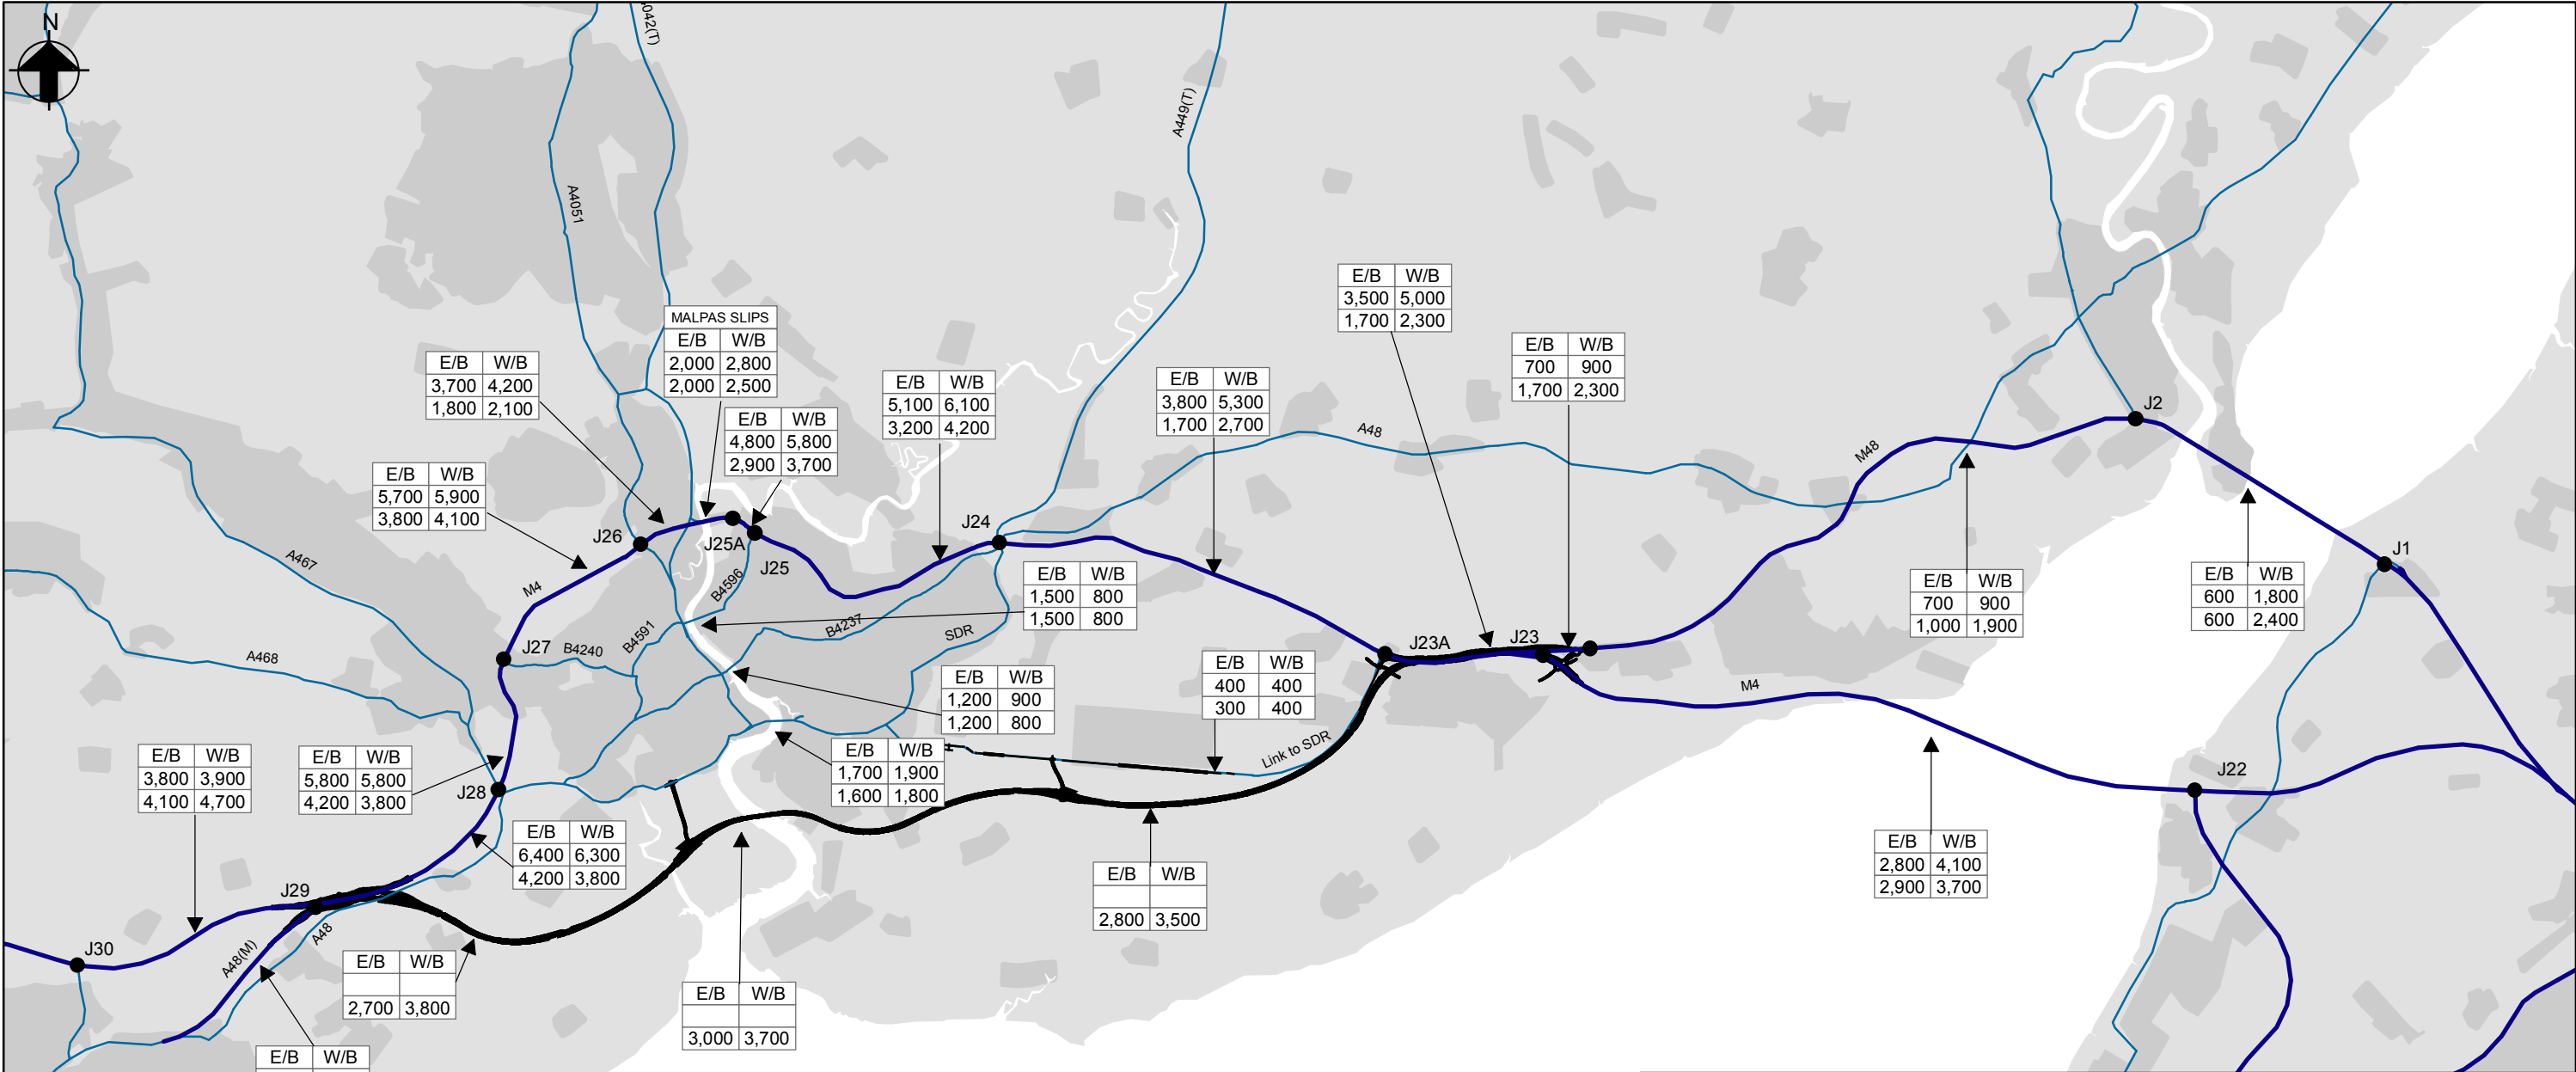 N
042(T)
A449(T)
A4051
E/B W/B
3,500 5,000
1,700 2,300
MALPAS SLIPS
E/B W/B
2,000 2,800
2,000 2,500
E/B W/B
700 900
1,700 2,300
E/B W/B
3,700 4,200
1,800 2,100
E/B W/B
5,100 6,100
3,200 4,200
E/B W/B
3,800 5,300
1,700 2,700
E/B W/B
4,800 5,800
2,900 3,700
J2
A48
M48
E/B W/B
5,700 5,900
3,800 4,100
J24
J26
J25A
J25
J1
A467
M4
B4596
E/B W/B
1,500 800
1,500 800
E/B W/B
700 900
1,000 1,900
E/B W/B
600 1,800
600 2,400
B4237
SDR
B4591
J27
B4240
J23A
J23
A468
E/B W/B
400 400
300 400
M4
E/B W/B
1,200 900
1,200 800
E/B W/B
1,700 1,900
1,600 1,800
Link to SDR
E/B W/B
3,800 3,900
4,100 4,700
E/B W/B
5,800 5,800
4,200 3,800
J28
J22
E/B W/B
6,400 6,300
4,200 3,800
E/B W/B
2,800 4,100
2,900 3,700
E/B W/B
2,800 3,500
J29
A48
J30
A48(M)
E/B W/B
2,700 3,800
E/B W/B
3,000 3,700
E/B W/B